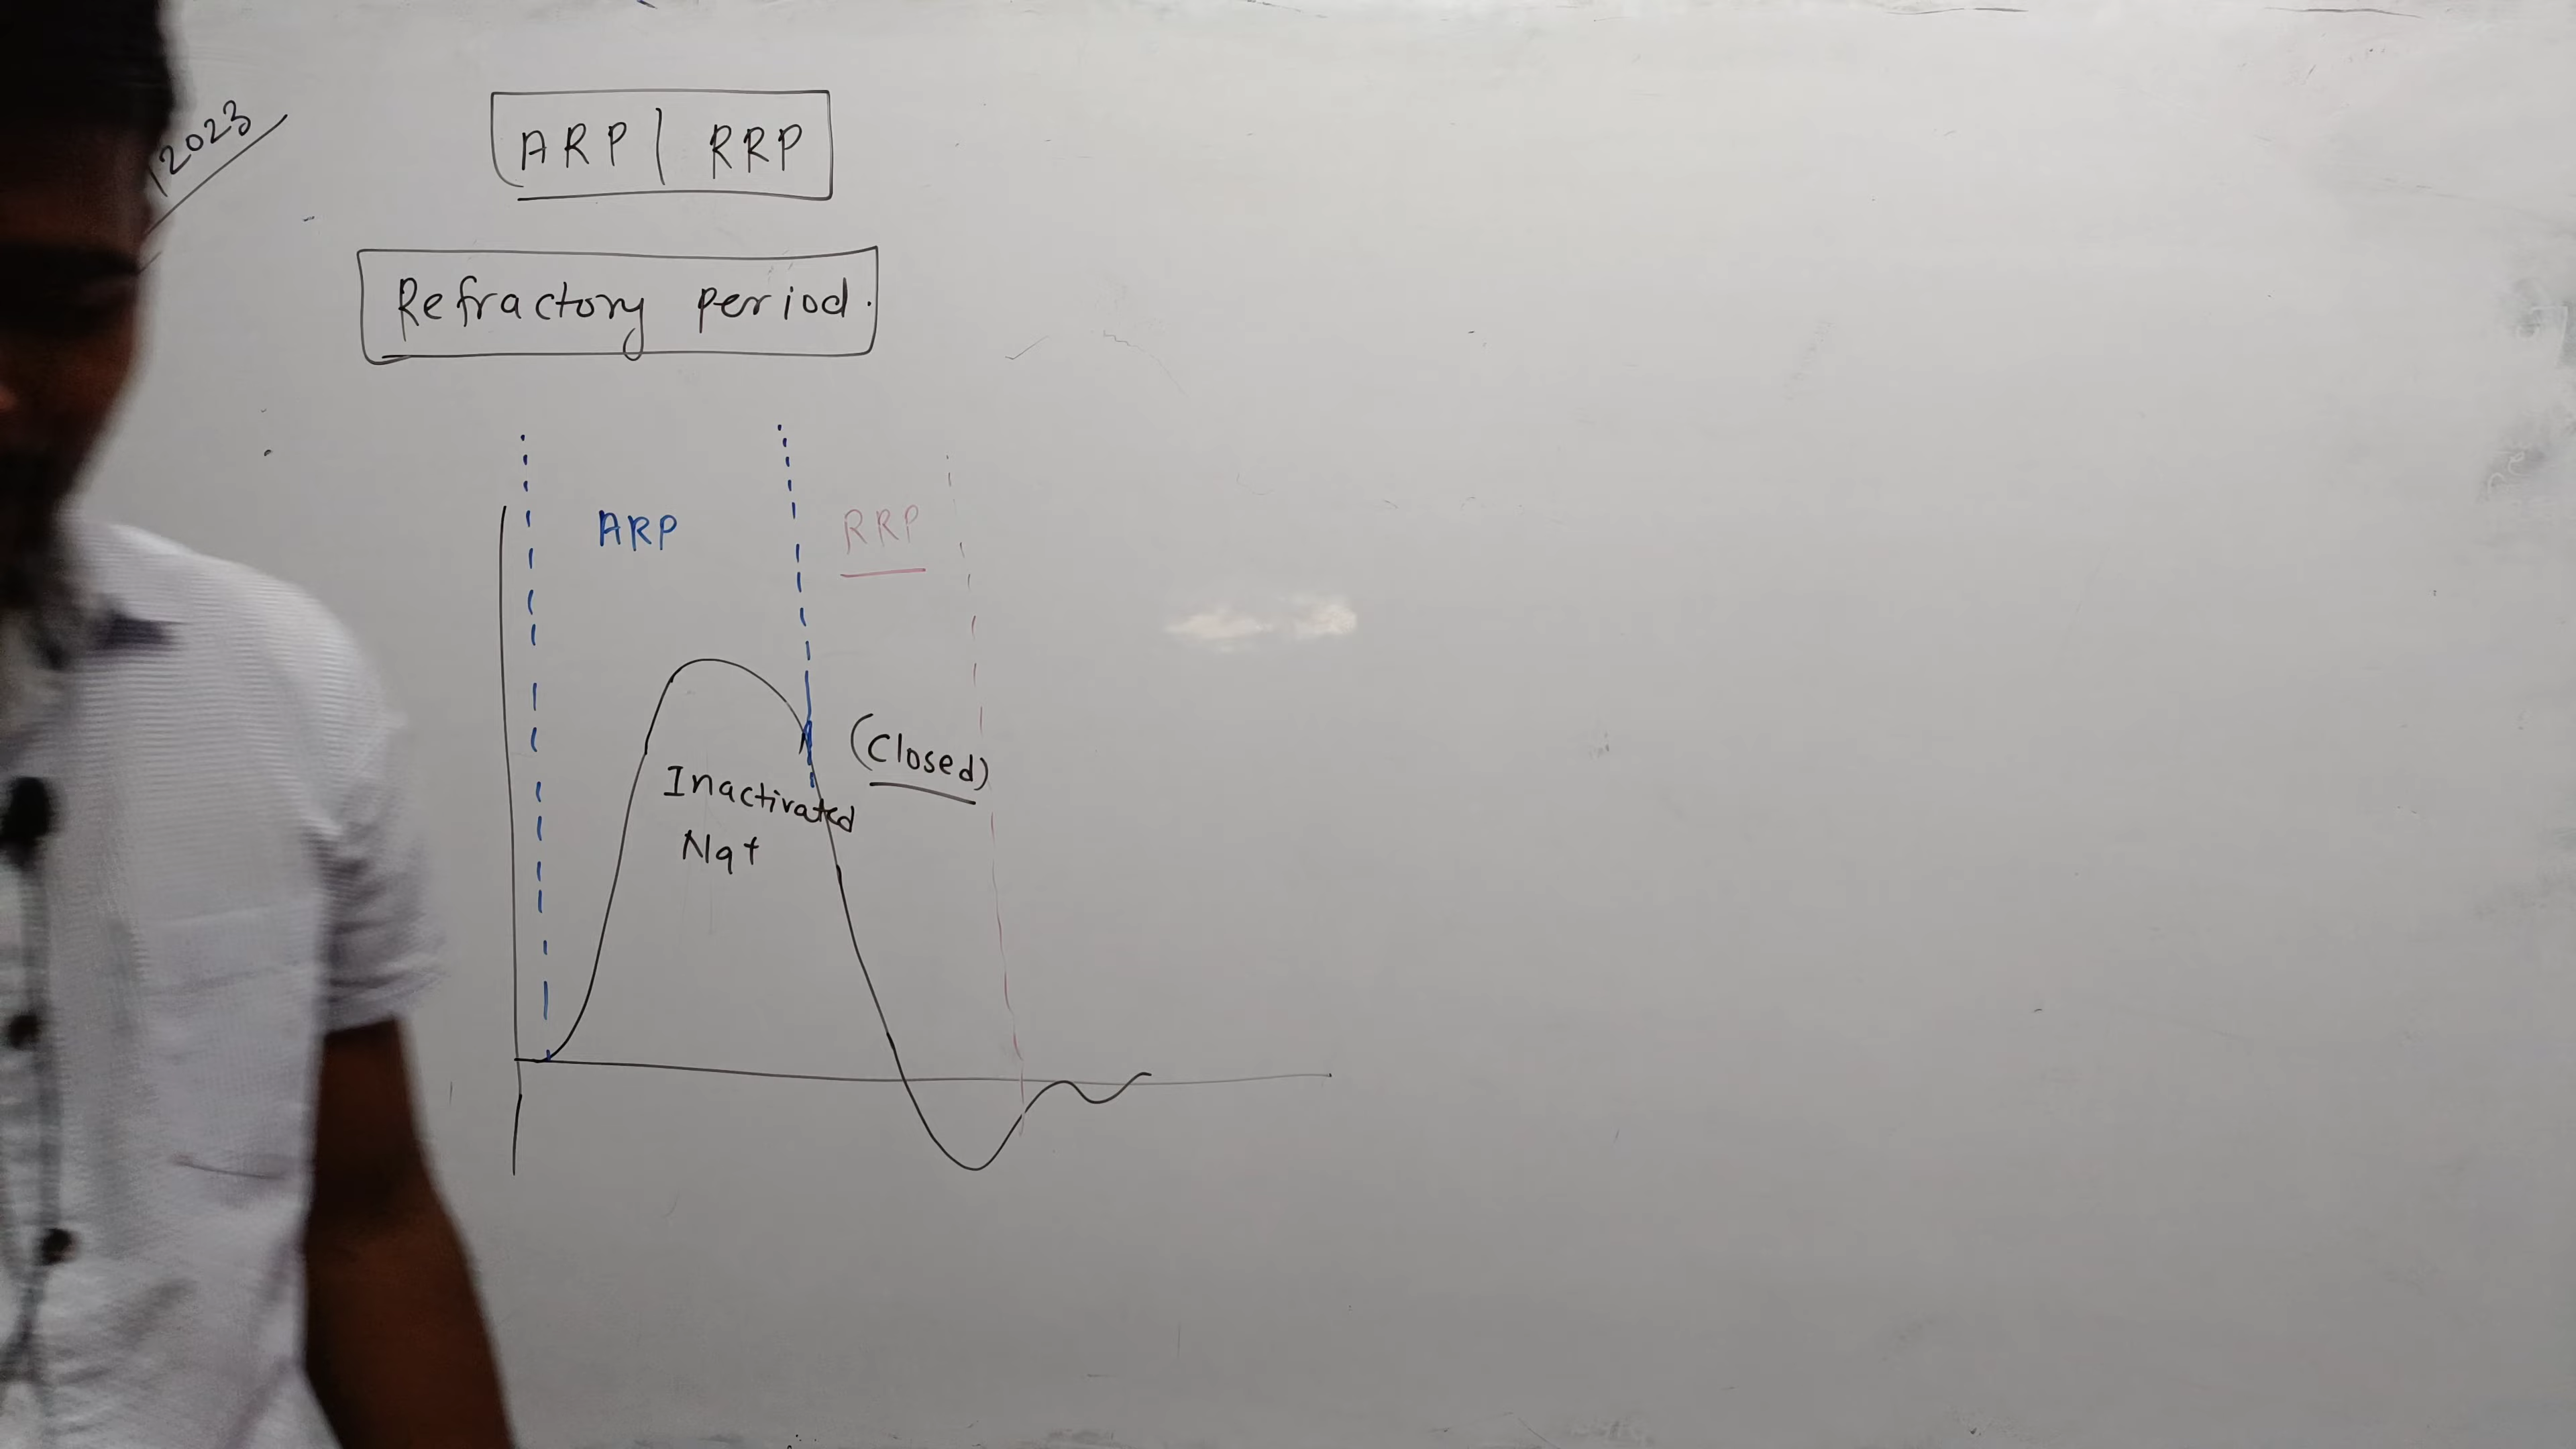 2023
ARP | RRP
Refractory period.
ARP
RRP
(Closed)
Inactivated
Na+